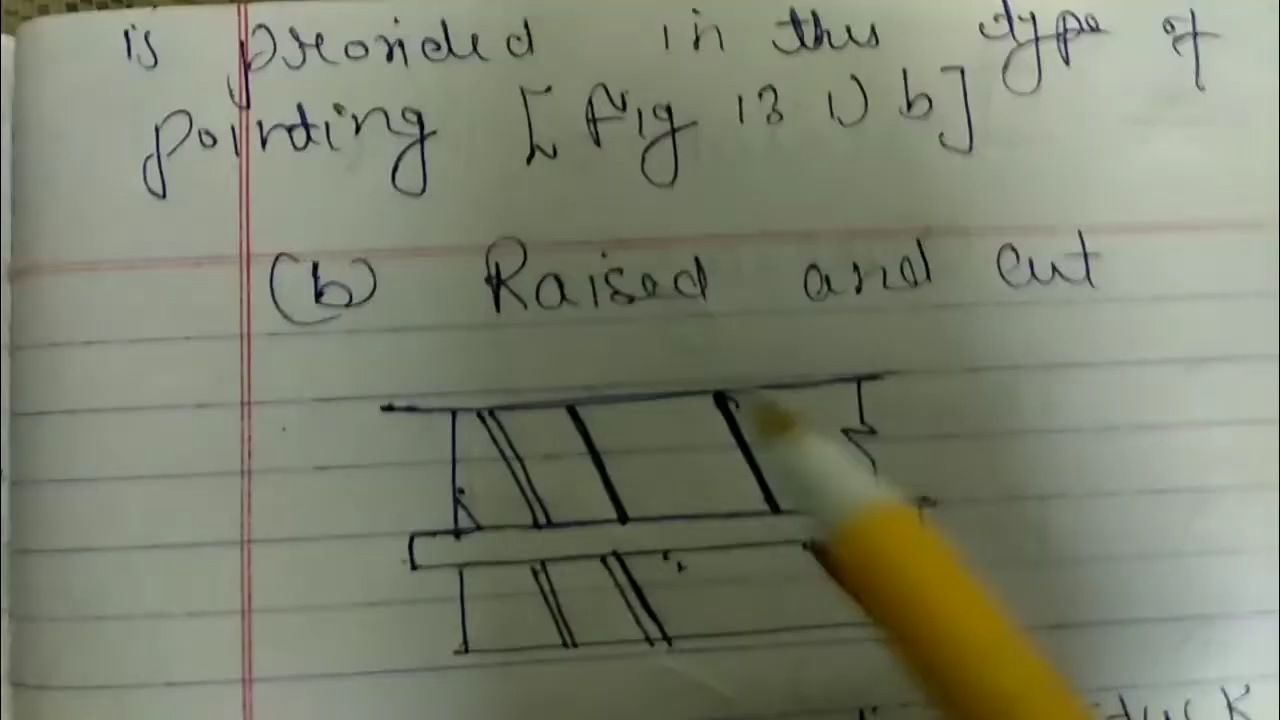 is provided in this type of
pointing [Fig 13 1) b]
(b) Raised and cut